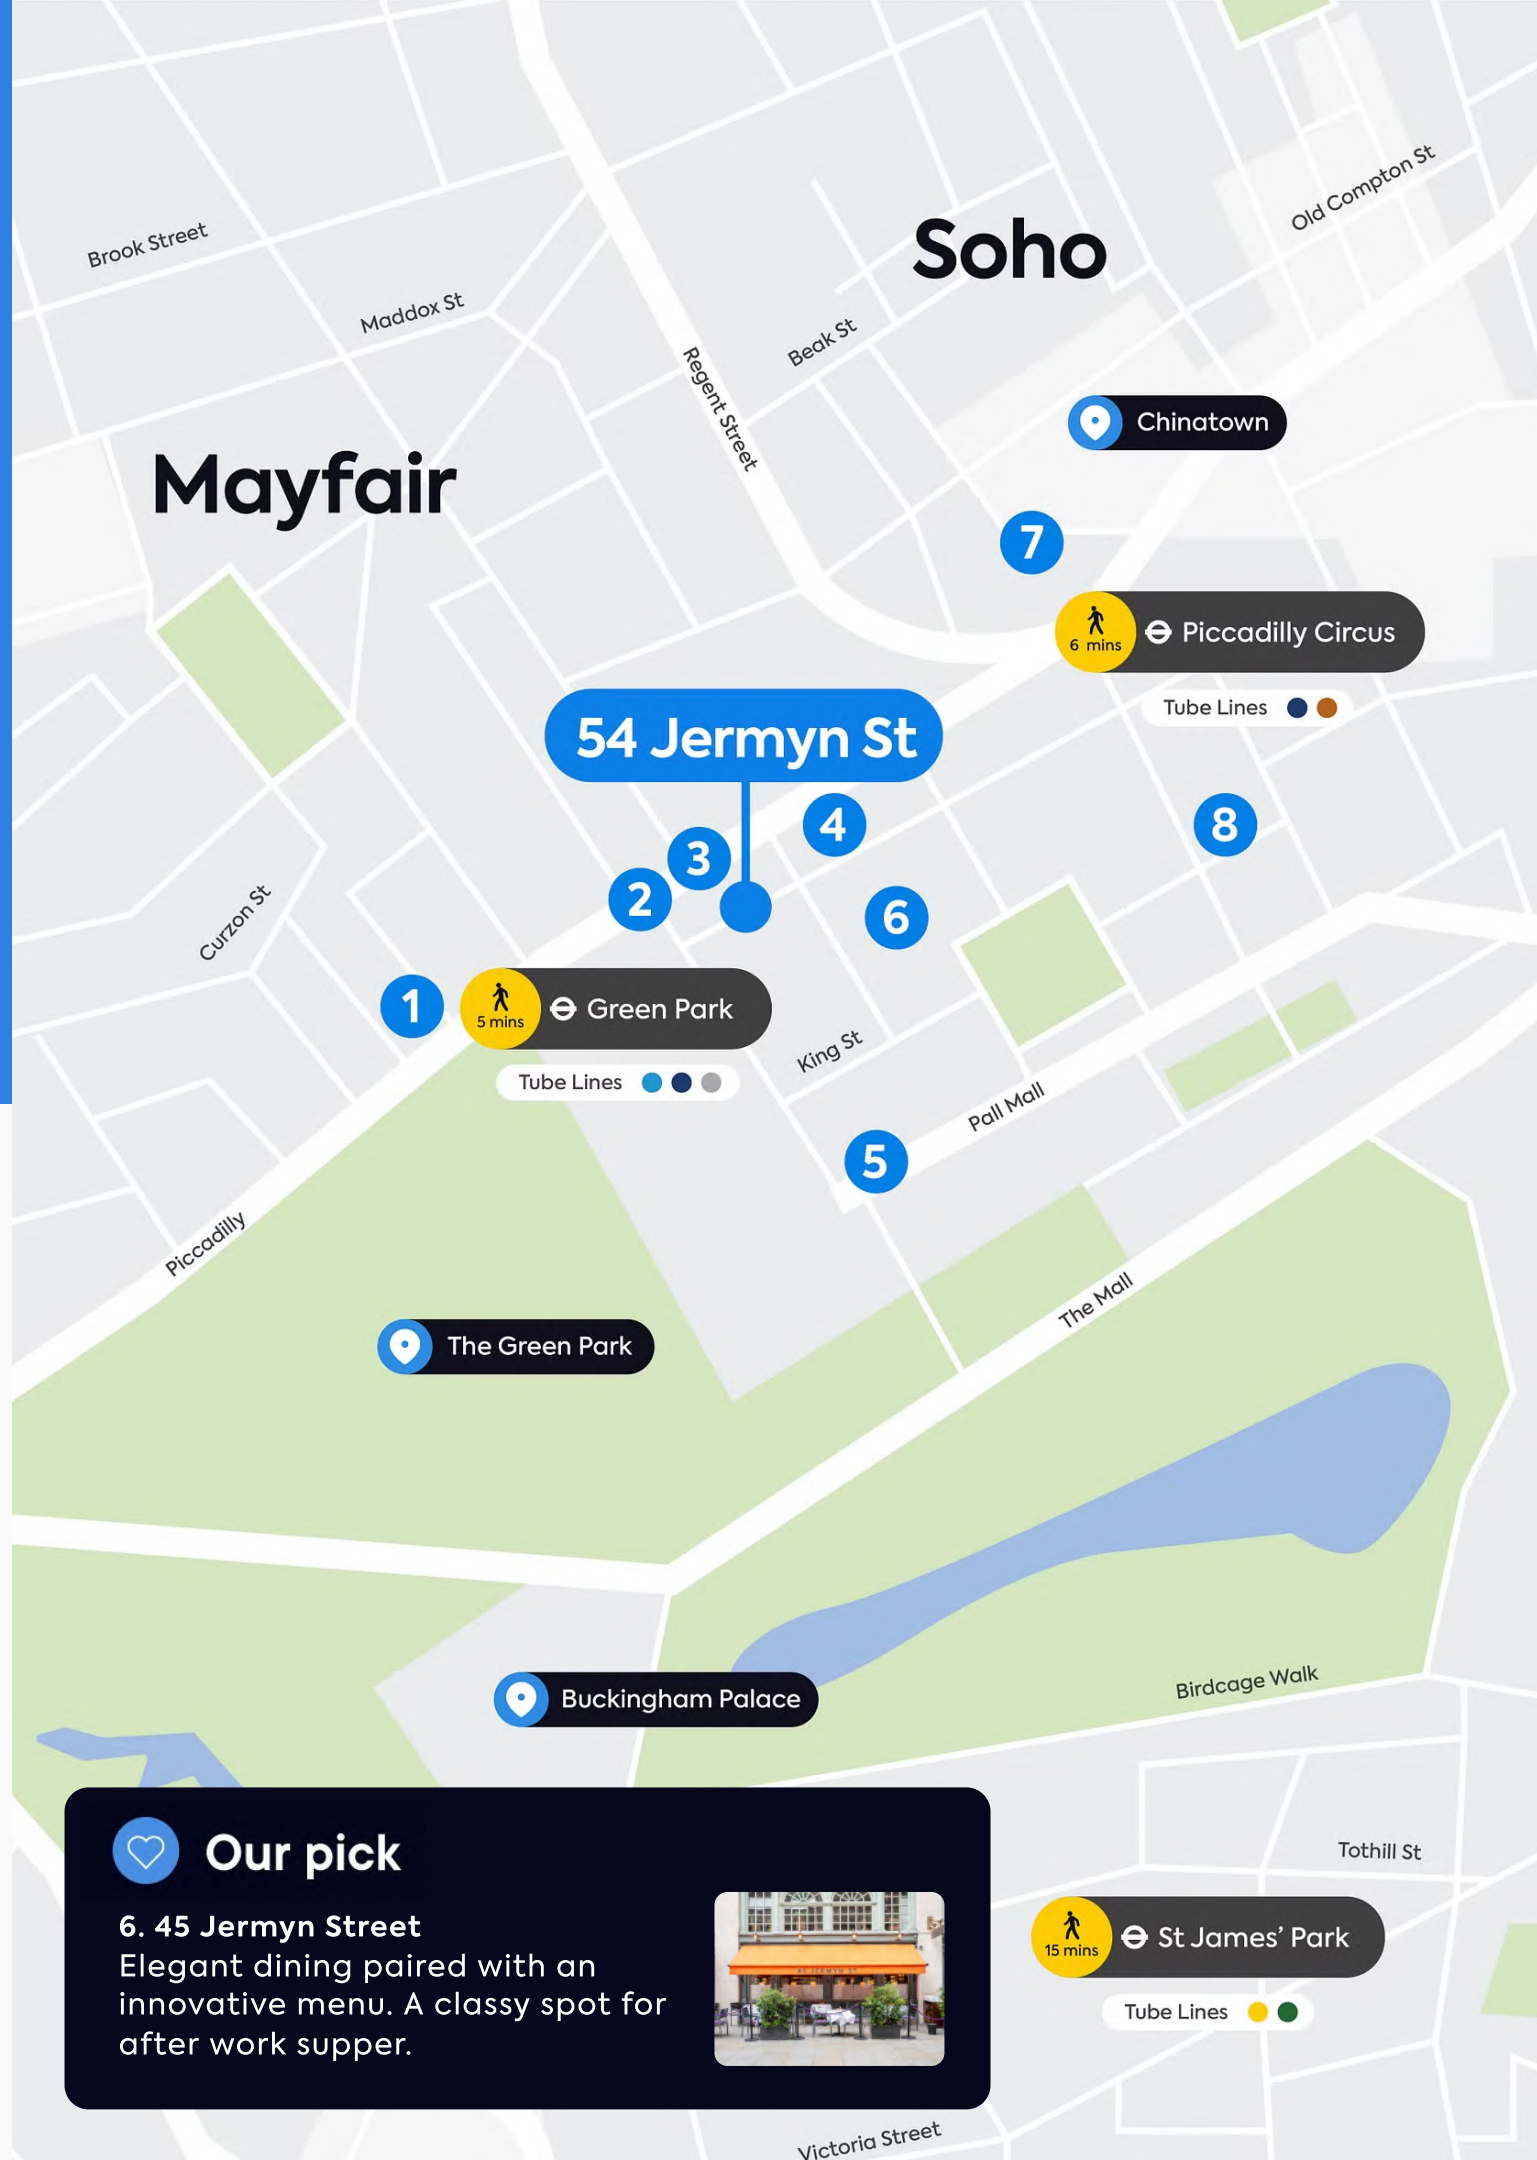 Old Compton St
Brook Street
Soho
Maddox St
Beak St
Regent Street
Chinatown
Mayfair
7
6 mins
Piccadilly Circus
Tube Lines
54 Jermyn St
4
8
3
2
6
Curzon St
1
5 mins
Green Park
King St
Tube Lines
Pall Mall
5
Piccadilly
The Mall
The Green Park
Birdcage Walk
Buckingham Palace
Our pick
6. 45 Jermyn Street
Elegant dining paired with an
innovative menu. A classy spot for
after work supper.
45 JERMYN ST
Tothill St
15 mins
St James’ Park
Tube Lines
Victoria Street